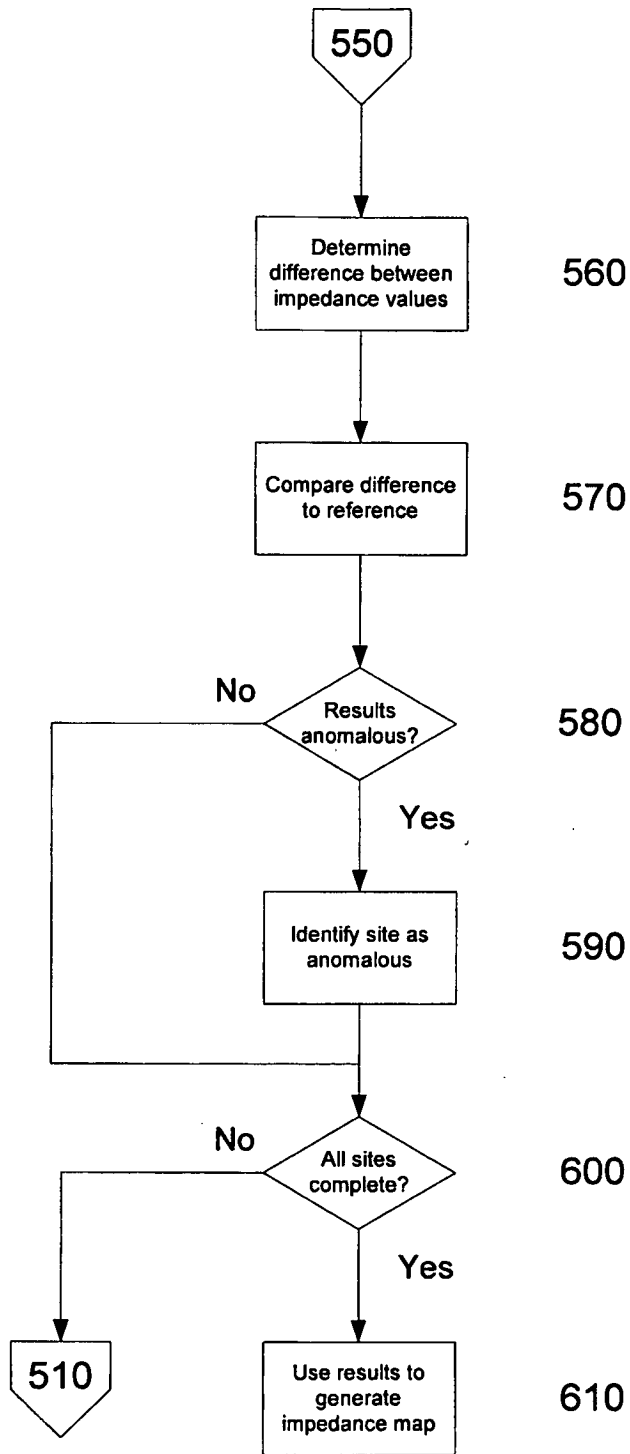 550
Determine
difference between
impedance values
560
Compare difference
to reference
570
No
Results
anomalous?
580
Yes
Identify site as
anomalous
590
No
All sites
complete?
600
Yes
510
Use results to
generate
impedance map
610